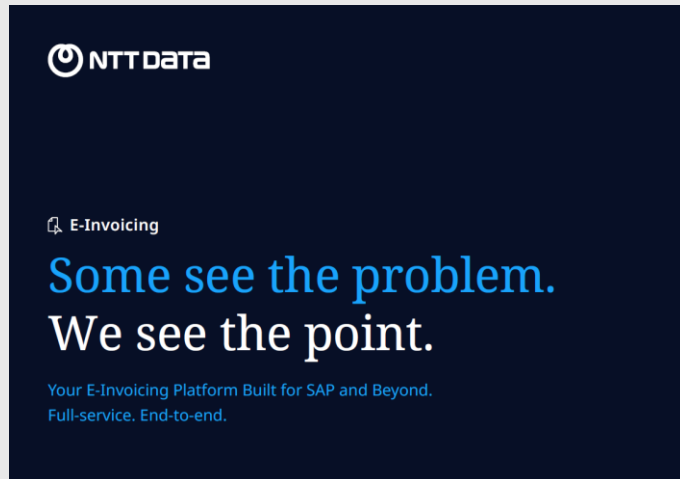 NTT DATA
E-Invoicing
Some see the problem.
We see the point.
Your E-Invoicing Platform Built for SAP and Beyond.
Full-service. End-to-end.